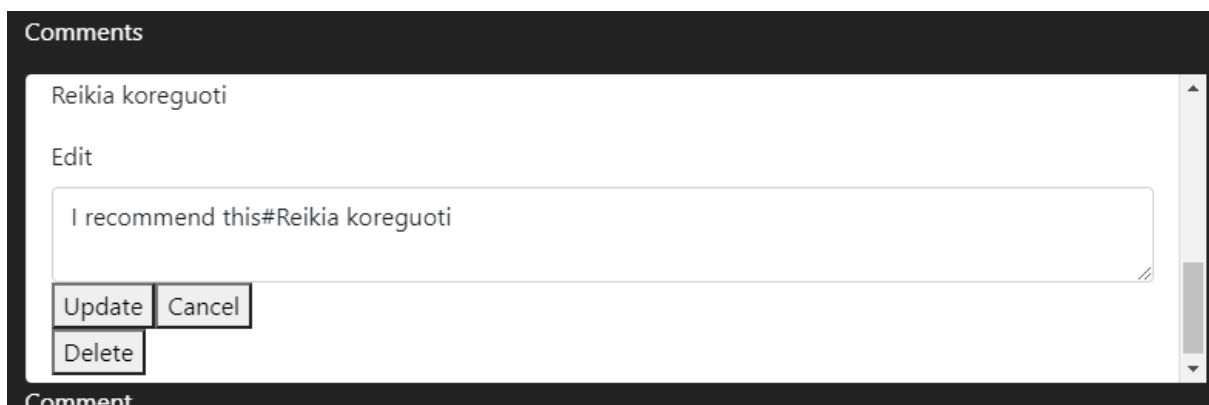 Comments
Reikia koreguoti
Edit
I recommend this#Reikia koreguoti
Update Cancel
Delete
Comment